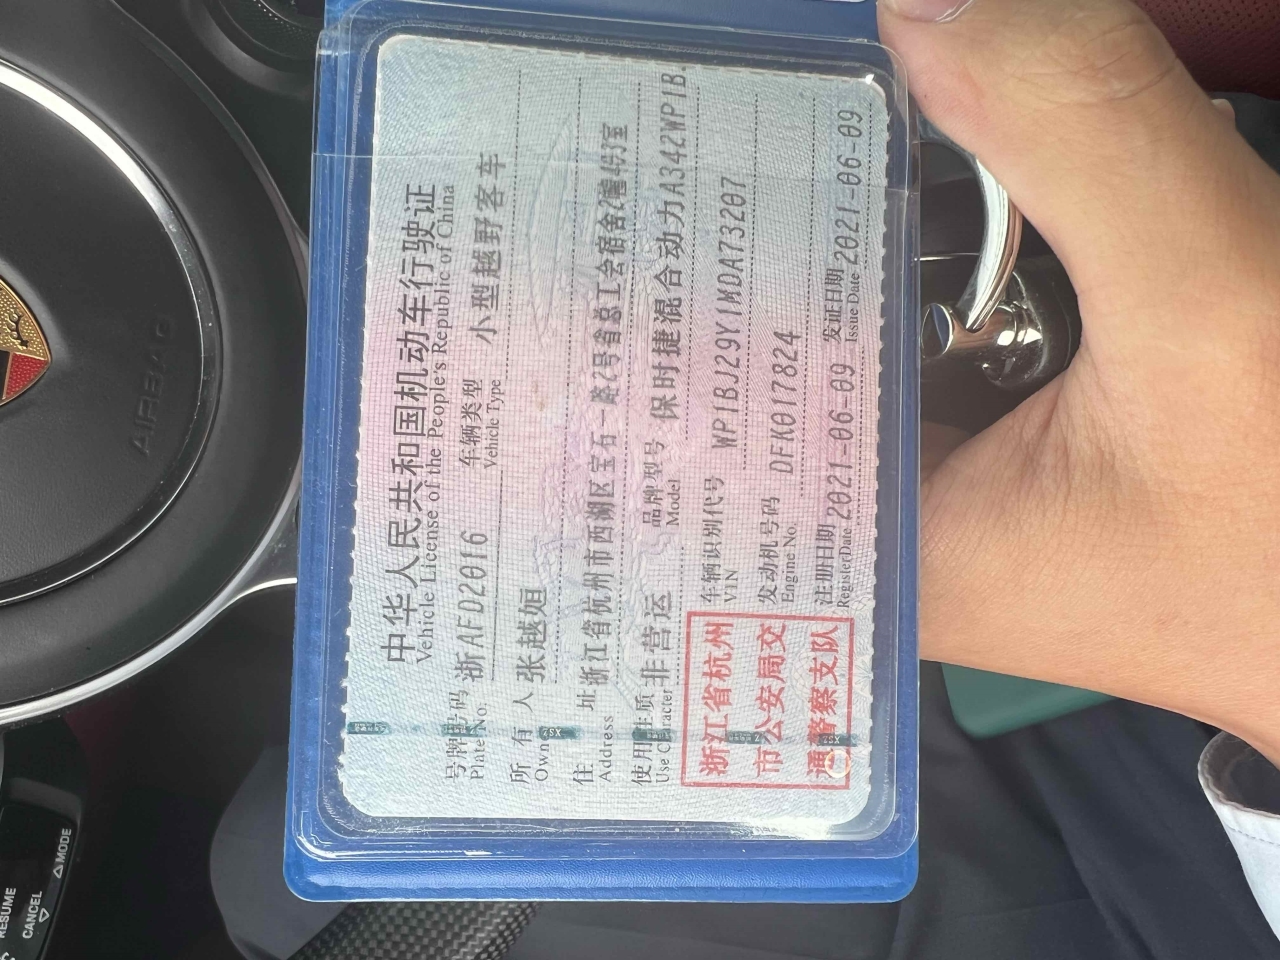 中华人民共和国机动车行驶证
Vehicle License of the People's Republic of China
号牌号码 浙AFD2016 车辆类型 小型越野客车
Plate No. Vehicle Type
所有人 张越姮
Owner
住址 浙江省杭州市西湖区宝石一路2号省总工会宿舍2幢
Address
使用性质 非营运 品牌型号 保时捷混合动力A342WP1B.
Use Character Model
浙江省杭州
市公安局交
通警察支队
车辆识别代号 WP1BJ29Y1MDA73207
VIN
发动机号码 DFK017824
Engine No.
注册日期 2021-06-09 发证日期 2021-06-09
Register Date Issue Date
AIRBAG
MODE
RESUME
CANCEL